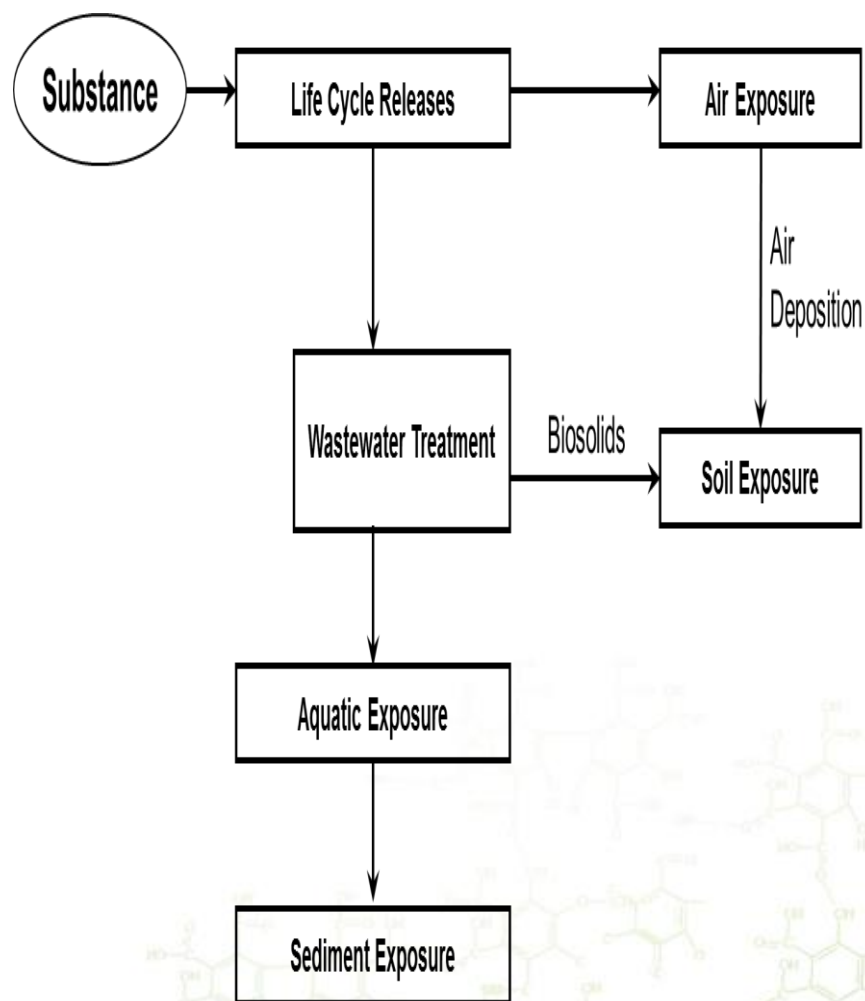 Substance
Life Cycle Releases
Air Exposure
Air
Deposition
Wastewater Treatment
Biosolids
Soil Exposure
Aquatic Exposure
Sediment Exposure